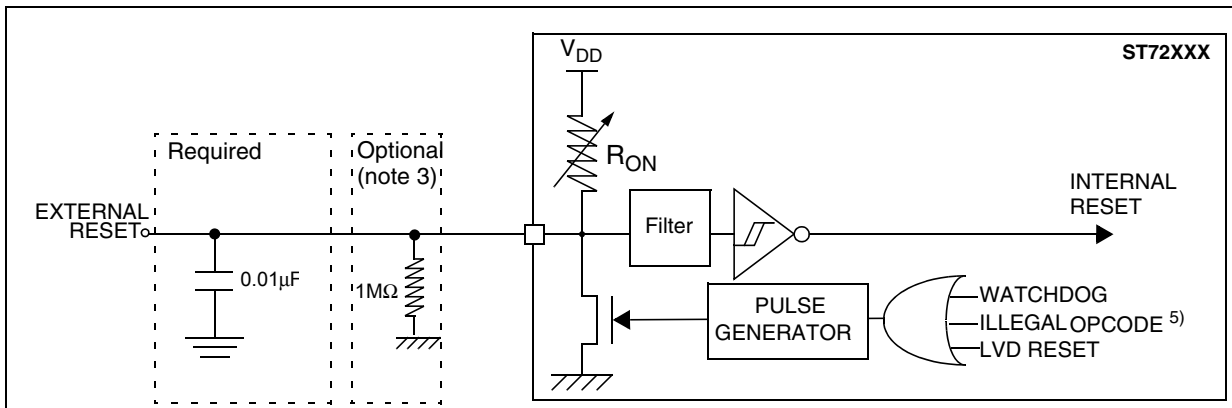 V_DD
ST72XXX
Required
Optional
(note 3)
R_ON
EXTERNAL
RESET
Filter
INTERNAL
RESET
0.01µF
1MΩ
PULSE
GENERATOR
WATCHDOG
ILLEGAL OPCODE 5)
LVD RESET